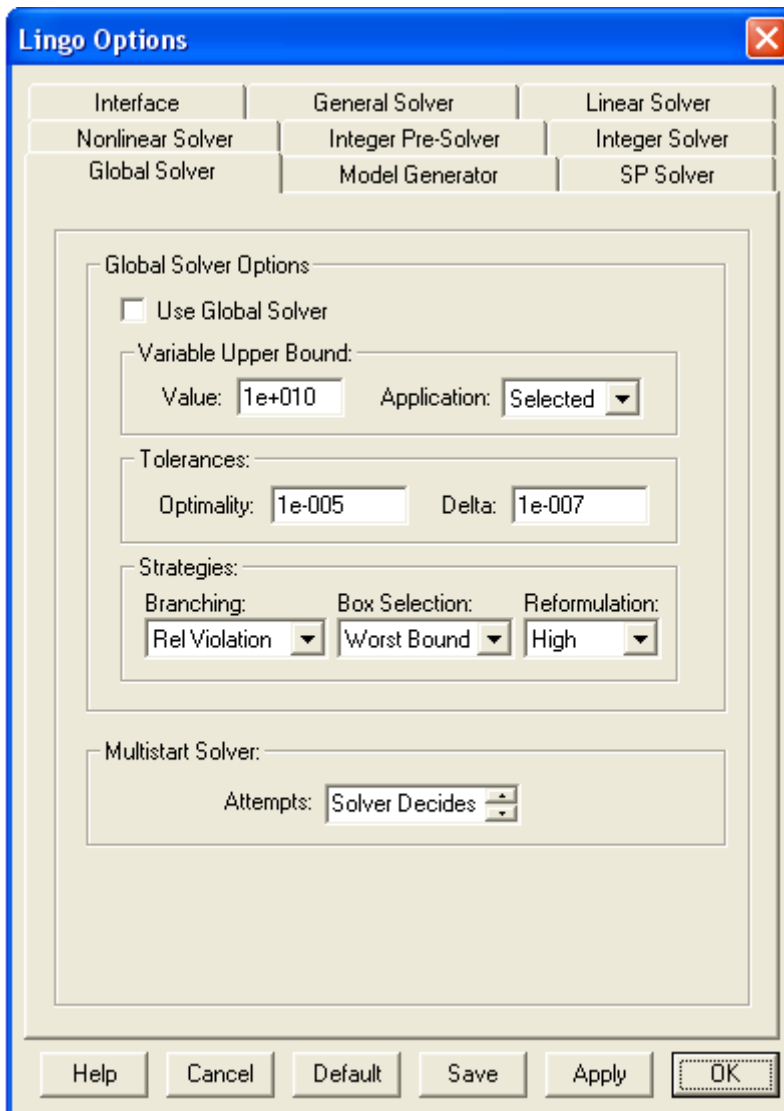 Lingo Options
Interface General Solver Linear Solver
Nonlinear Solver Integer Pre-Solver Integer Solver
Global Solver Model Generator SP Solver
Global Solver Options
Use Global Solver
Variable Upper Bound:
Value: 1e+010 Application: Selected
Tolerances:
Optimality: 1e-005 Delta: 1e-007
Strategies:
Branching: Box Selection: Reformulation:
Rel Violation Worst Bound High
Multistart Solver:
Attempts: Solver Decides
Help Cancel Default Save Apply OK